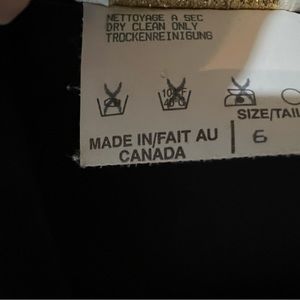 NETTOYAGE A SEC
DRY CLEAN ONLY
TROCKENREINIGUNG
MADE IN/FAIT AU
CANADA
SIZE/TAIL
6